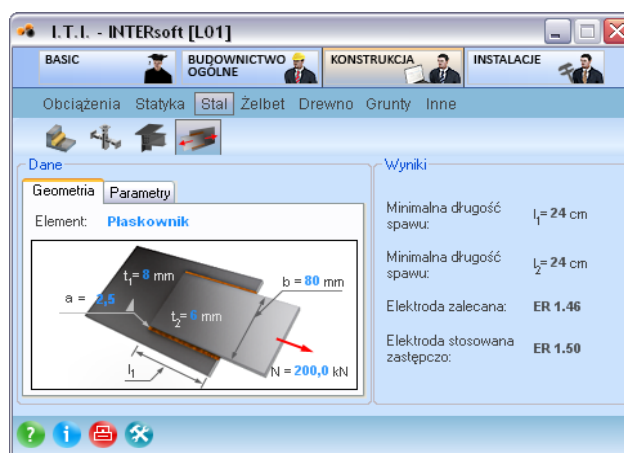 I.T.I. - INTERsoft [L01]
BASIC
BUDOWNICTWO
OGÓLNE
KONSTRUKCJA
INSTALACJE
Obciążenia Statyka Stal Żelbet Drewno Grunty Inne
Dane
Geometria Parametry
Element: Płaskownik
t1= 8 mm
b = 80 mm
a = 2,5
t2= 6 mm
l1
N = 200,0 kN
Wyniki
Minimalna długość
spawu:
l1= 24 cm
Minimalna długość
spawu:
l2= 24 cm
Elektroda zalecana: ER 1.46
Elektroda stosowana
zastępczo:
ER 1.50